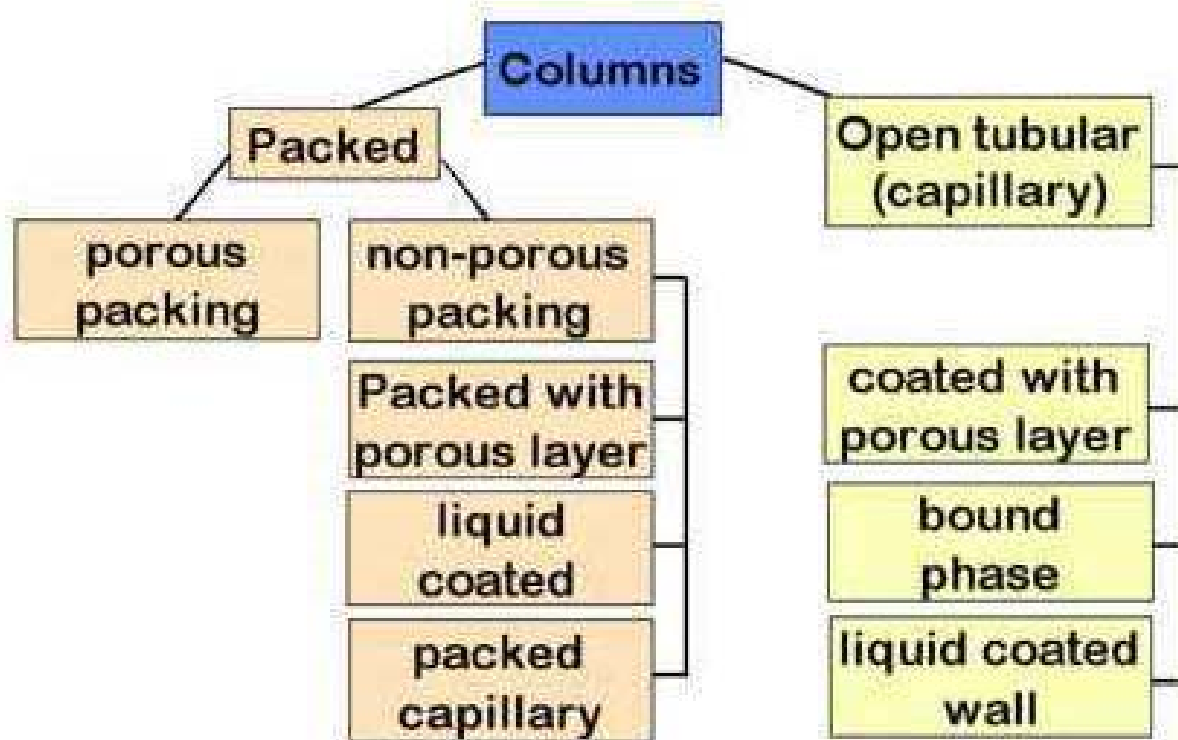 Columns
Packed
Open tubular
(capillary)
porous
packing
non-porous
packing
Packed with
porous layer
liquid
coated
packed
capillary
coated with
porous layer
bound
phase
liquid coated
wall